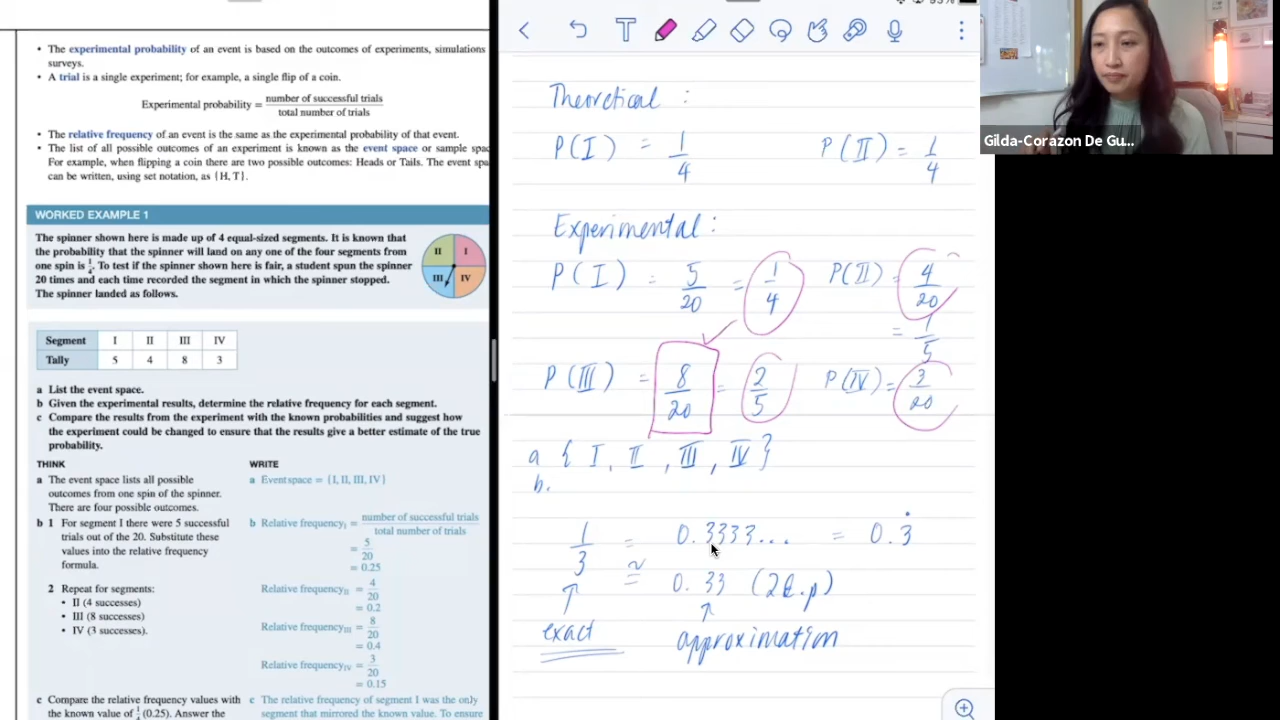 • The experimental probability of an event is based on the outcomes of experiments, simulations
surveys.
• A trial is a single experiment; for example, a single flip of a coin.
Experimental probability = number of successful trials
total number of trials
• The relative frequency of an event is the same as the experimental probability of that event.
• The list of all possible outcomes of an experiment is known as the event space or sample
For example, when flipping a coin there are two possible outcomes: Heads or Tails. The event
can be written, using set notation, as {H, T}.
WORKED EXAMPLE 1
The spinner shown here is made up of 4 equal-sized segments. It is known that
the probability that the spinner will land on any one of the four segments from
one spin is 1/4. To test if the spinner shown here is fair, a student spun the spinner
20 times and each time recorded the segment in which the spinner stopped.
The spinner landed as follows.
II I
III IV
Segment I II III IV
Tally 5 4 8 3
a List the event space.
b Given the experimental results, determine the relative frequency for each segment.
c Compare the results from the experiment with the known probabilities and suggest how
the experiment could be changed to ensure that the results give a better estimate of the true
probability.
THINK
a The event space lists all possible
outcomes from one spin of the spinner.
There are four possible outcomes.
b 1 For segment I there were 5 successful
trials out of the 20. Substitute these
values into the relative frequency
formula.
2 Repeat for segments:
• II (4 successes)
• III (8 successes)
• IV (3 successes).
c Compare the relative frequency values with
the known value of 1/4 (0.25). Answer the
WRITE
a Event space = {I, II, III, IV}
b Relative frequency I = number of successful trials
total number of trials
= 5/20
= 0.25
Relative frequency II = 4/20
= 0.2
Relative frequency III = 8/20
= 0.4
Relative frequency IV = 3/20
= 0.15
c The relative frequency of segment I was the only
segment that mirrored the known value. To ensure
Theoretical :
P(I) = 1/4 P(II) = 1/4
Experimental :
P(I) = 5/20 = 1/4 P(II) = 4/20
= 1/5
P(III) = 8/20 = 2/5 P(IV) = 3/20
a { I, II, III, IV }
b.
1/3 = 0.3333... = 0.3̇
≅ 0.33 (2d.p)
↑ ↑
exact approximation
Gilda-Corazon De Gu...